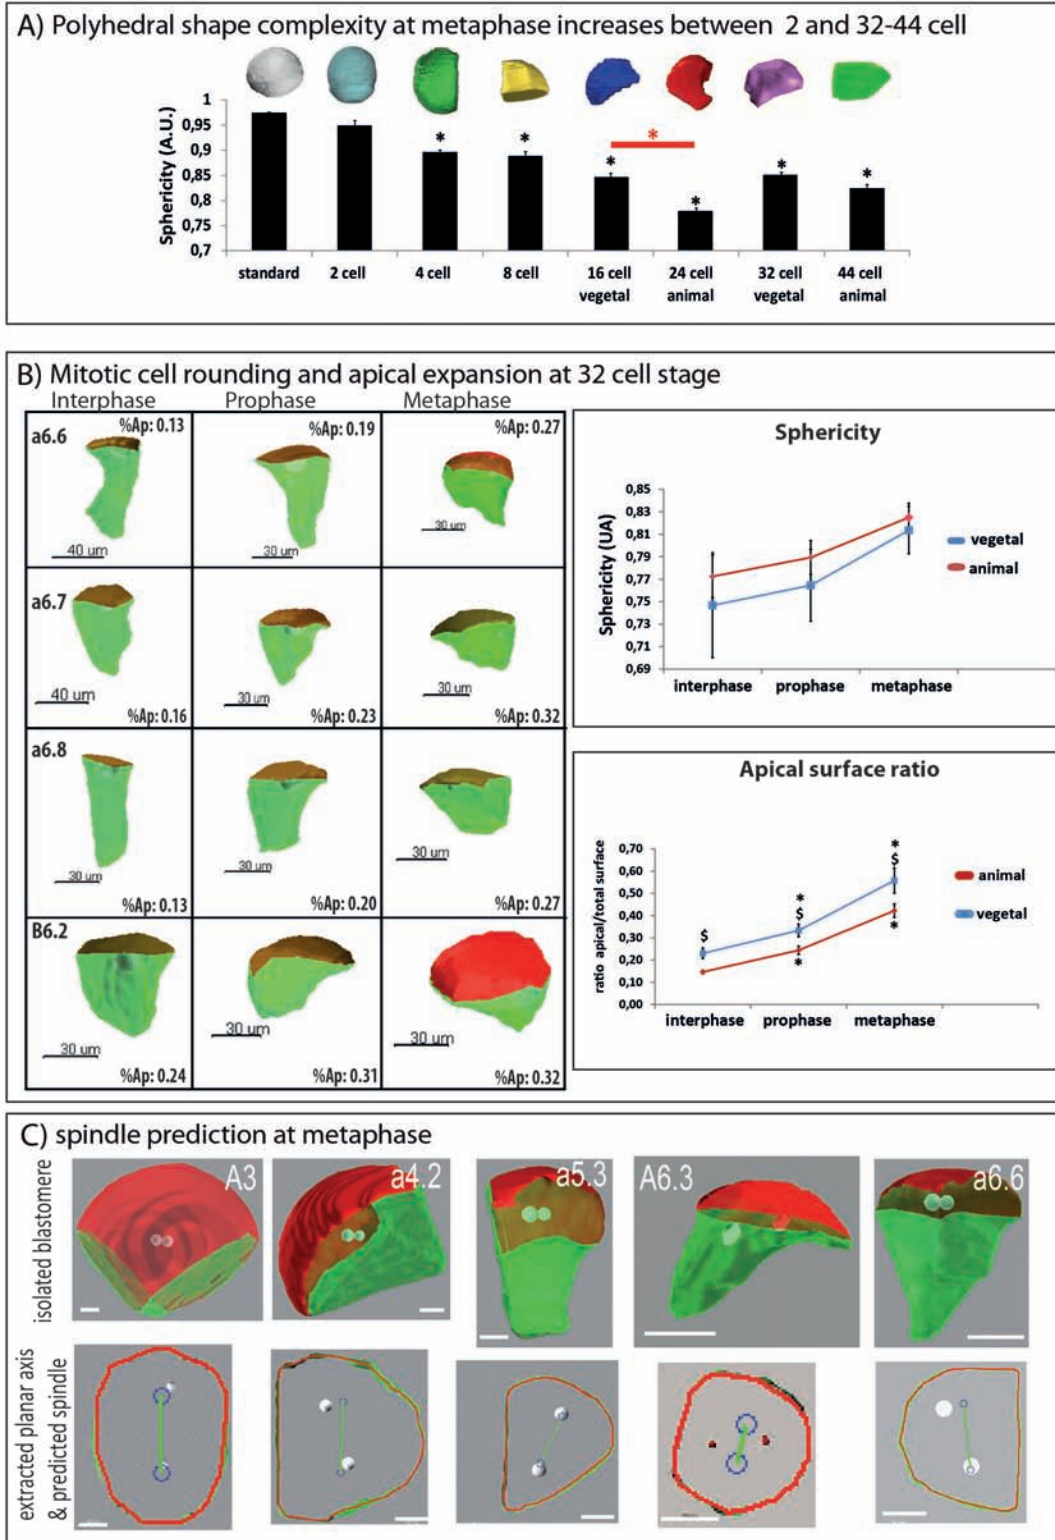 A) Polyhedral shape complexity at metaphase increases between 2 and 32-44 cell
Sphericity (A.U.)
1
0,95
0,9
0,85
0,8
0,75
0,7
* * * * * * * *
standard 2 cell 4 cell 8 cell 16 cell 24 cell 32 cell 44 cell
vegetal animal vegetal animal
B) Mitotic cell rounding and apical expansion at 32 cell stage
Interphase Prophase Metaphase
a6.6 %Ap: 0.13 %Ap: 0.19 %Ap: 0.27
40 um 30 um 30 um
a6.7
40 um 30 um 30 um
%Ap: 0.16 %Ap: 0.23 %Ap: 0.32
a6.8
30 um 30 um 30 um
%Ap: 0.13 %Ap: 0.20 %Ap: 0.27
B6.2
30 um 30 um 30 um
%Ap: 0.24 %Ap: 0.31 %Ap: 0.32
Sphericity
Sphericity (UA)
0,85
0,83
0,81
0,79
0,77
0,75
0,73
0,71
0,69
interphase prophase metaphase
vegetal
animal
Apical surface ratio
ratio apical/total surface
0,70
0,60
0,50
0,40
0,30
0,20
0,10
0,00
$ * $ * * $ *
interphase prophase metaphase
animal
vegetal
C) spindle prediction at metaphase
isolated blastomere
A3 a4.2 a5.3 A6.3 a6.6
extracted planar axis
& predicted spindle